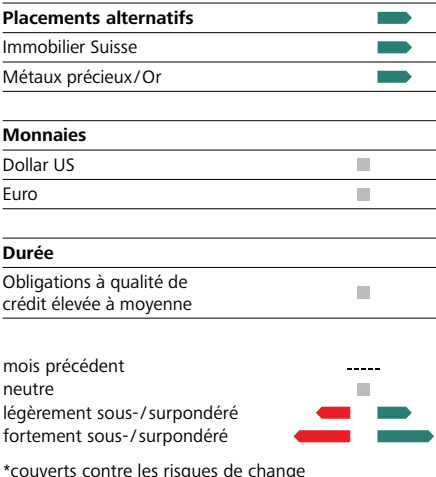 Placements alternatifs
Immobilier Suisse
Métaux précieux/Or
Monnaies
Dollar US
Euro
Durée
Obligations à qualité de
crédit élevée à moyenne
mois précédent
neutre
légèrement sous-/surpondéré
fortement sous-/surpondéré
*couverts contre les risques de change